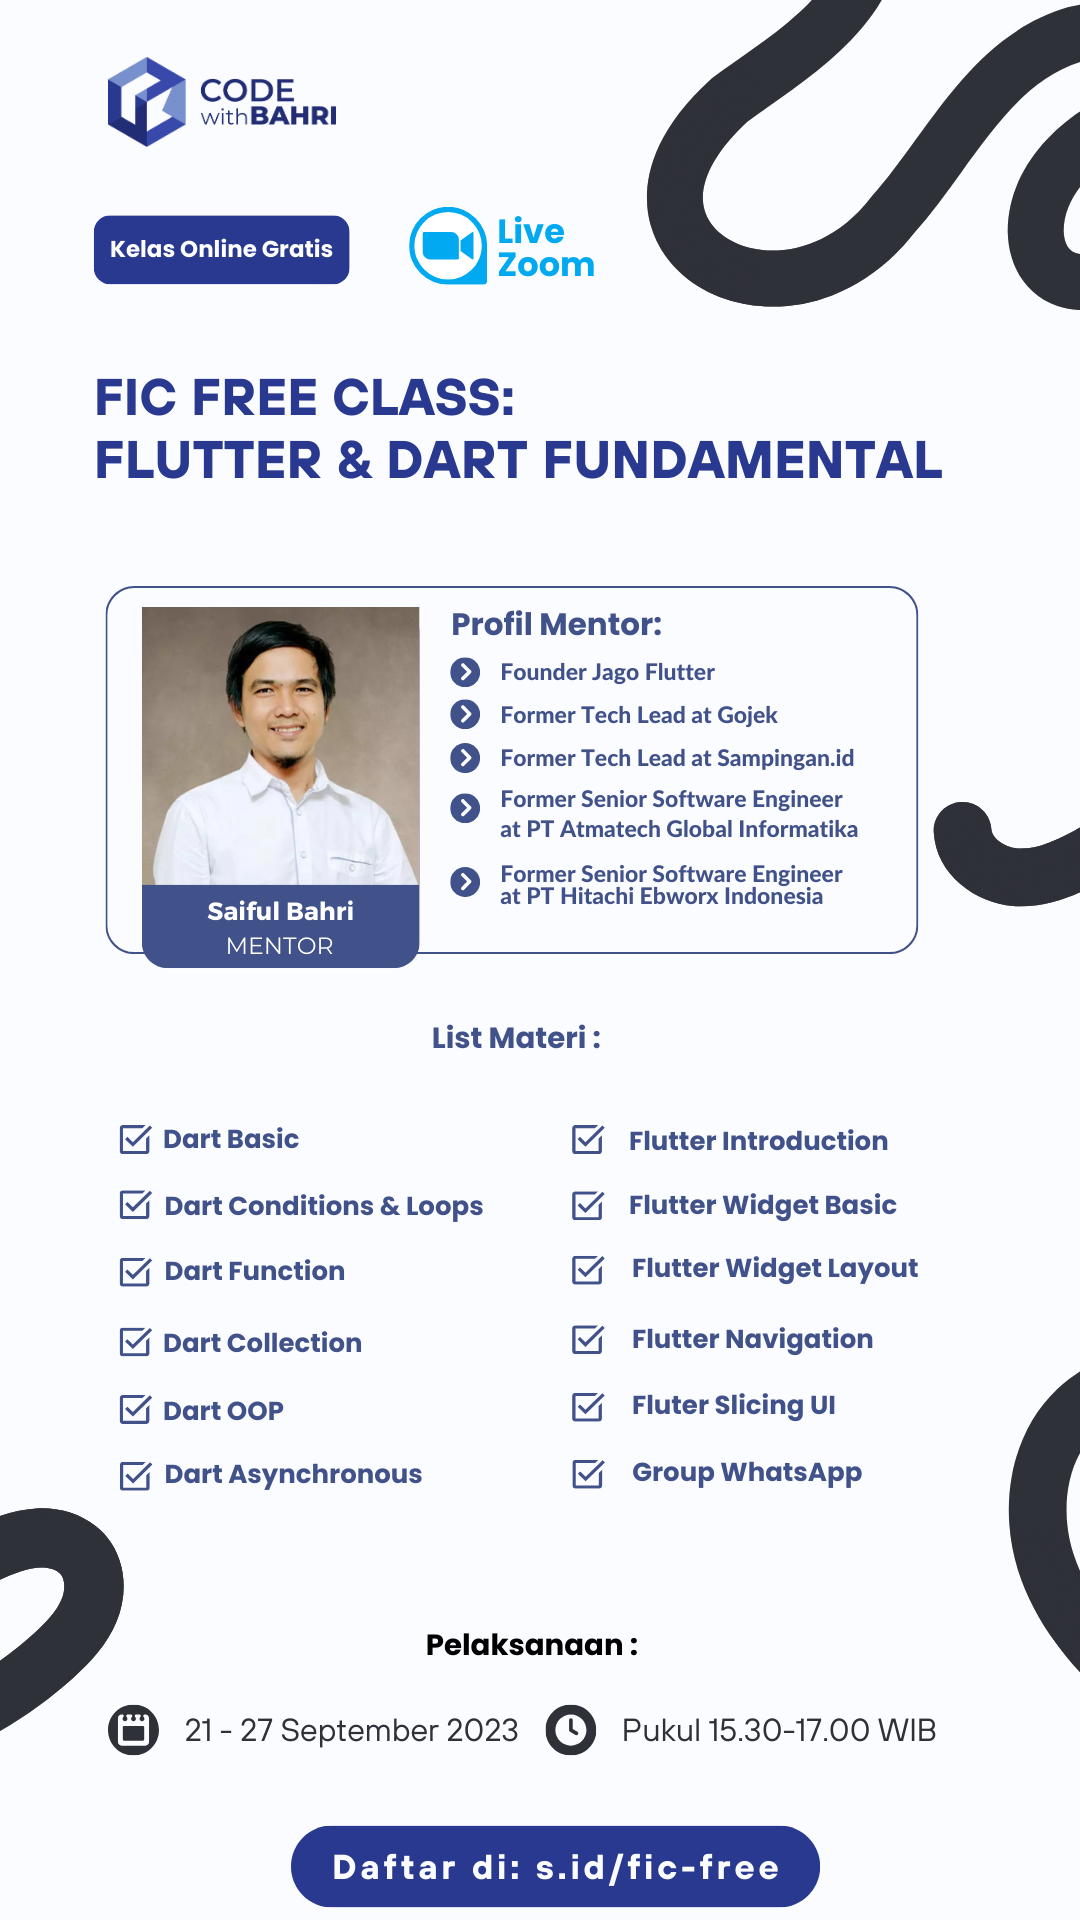 CODE
withBAHRI
Kelas Online Gratis
Live
Zoom
FIC FREE CLASS:
FLUTTER & DART FUNDAMENTAL
Profil Mentor:
Founder Jago Flutter
Former Tech Lead at Gojek
Former Tech Lead at Sampingan.id
Former Senior Software Engineer
at PT Atmatech Global Informatika
Former Senior Software Engineer
at PT Hitachi Ebworx Indonesia
Saiful Bahri
MENTOR
List Materi :
Dart Basic
Dart Conditions & Loops
Dart Function
Dart Collection
Dart OOP
Dart Asynchronous
Flutter Introduction
Flutter Widget Basic
Flutter Widget Layout
Flutter Navigation
Fluter Slicing UI
Group WhatsApp
Pelaksanaan :
21 - 27 September 2023
Pukul 15.30-17.00 WIB
Daftar di: s.id/fic-free